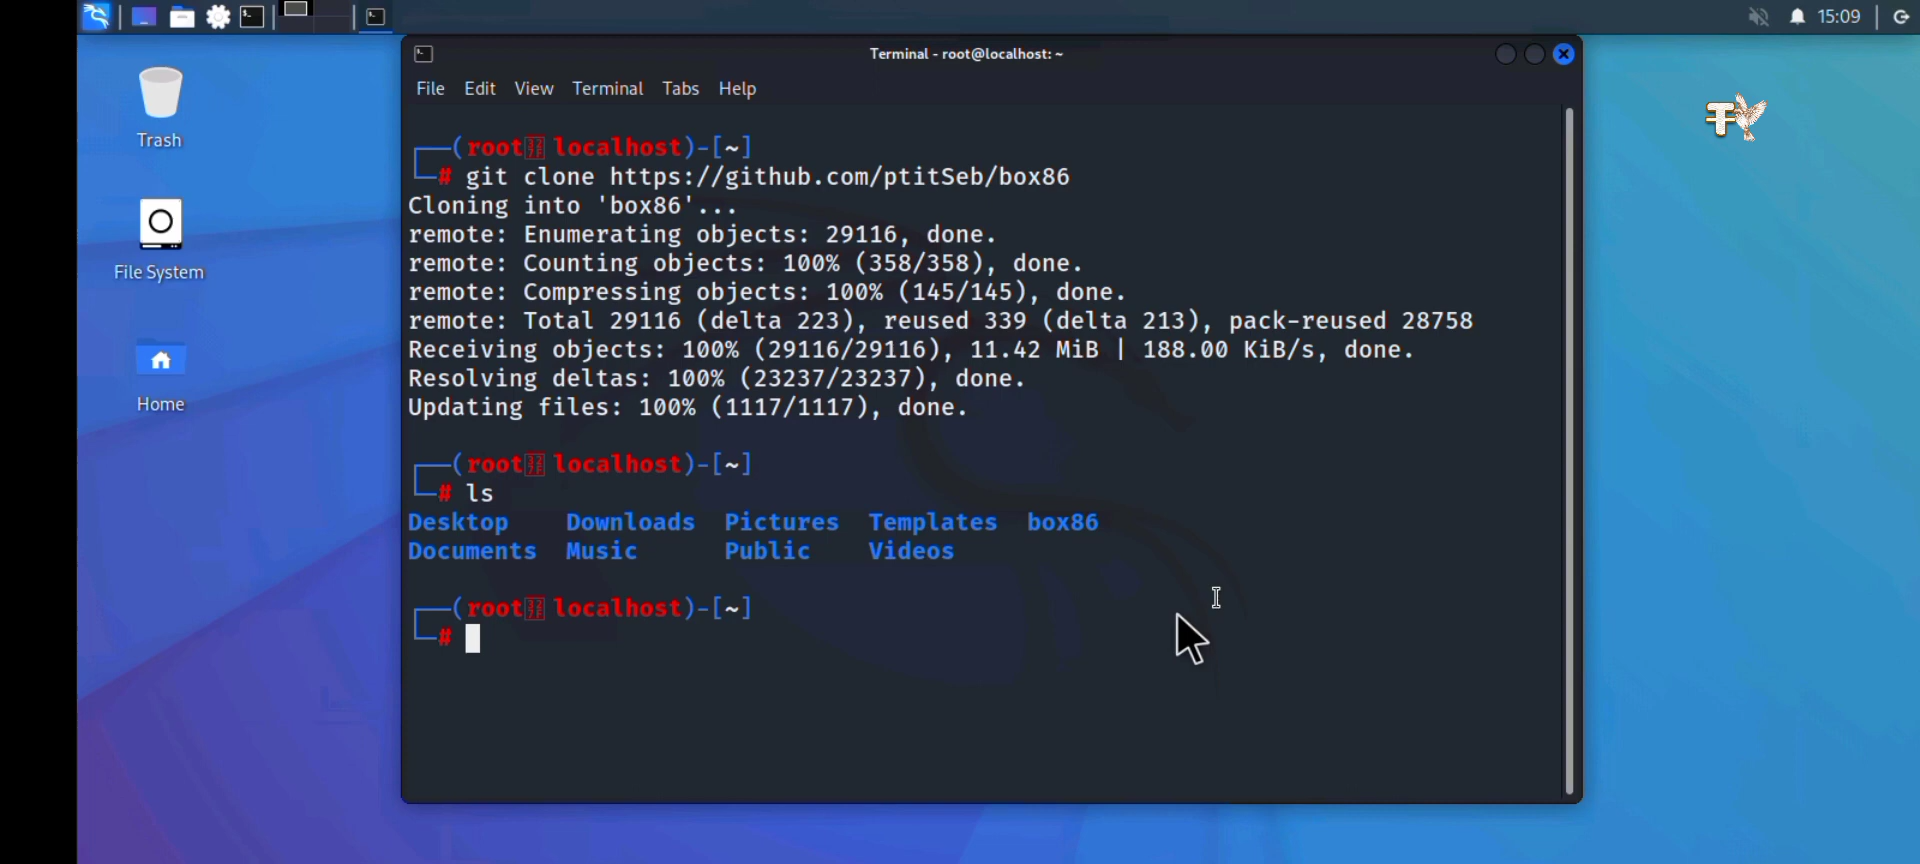 15:09
Terminal - root@localhost: ~
File Edit View Terminal Tabs Help
Trash
File System
Home
┌──(root localhost)-[~]
└─# git clone https://github.com/ptitSeb/box86
Cloning into 'box86'...
remote: Enumerating objects: 29116, done.
remote: Counting objects: 100% (358/358), done.
remote: Compressing objects: 100% (145/145), done.
remote: Total 29116 (delta 223), reused 339 (delta 213), pack-reused 28758
Receiving objects: 100% (29116/29116), 11.42 MiB | 188.00 KiB/s, done.
Resolving deltas: 100% (23237/23237), done.
Updating files: 100% (1117/1117), done.
┌──(root localhost)-[~]
└─# ls
Desktop Downloads Pictures Templates box86
Documents Music Public Videos
┌──(root localhost)-[~]
└─#